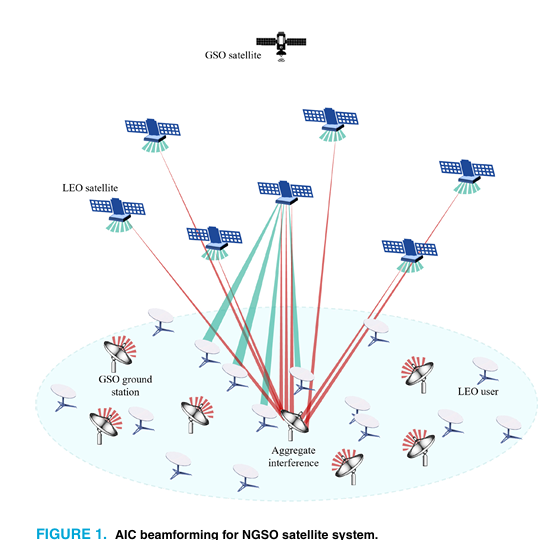 GSO satellite
LEO satellite
GSO ground
station
LEO user
Aggregate
interference
FIGURE 1. AIC beamforming for NGSO satellite system.